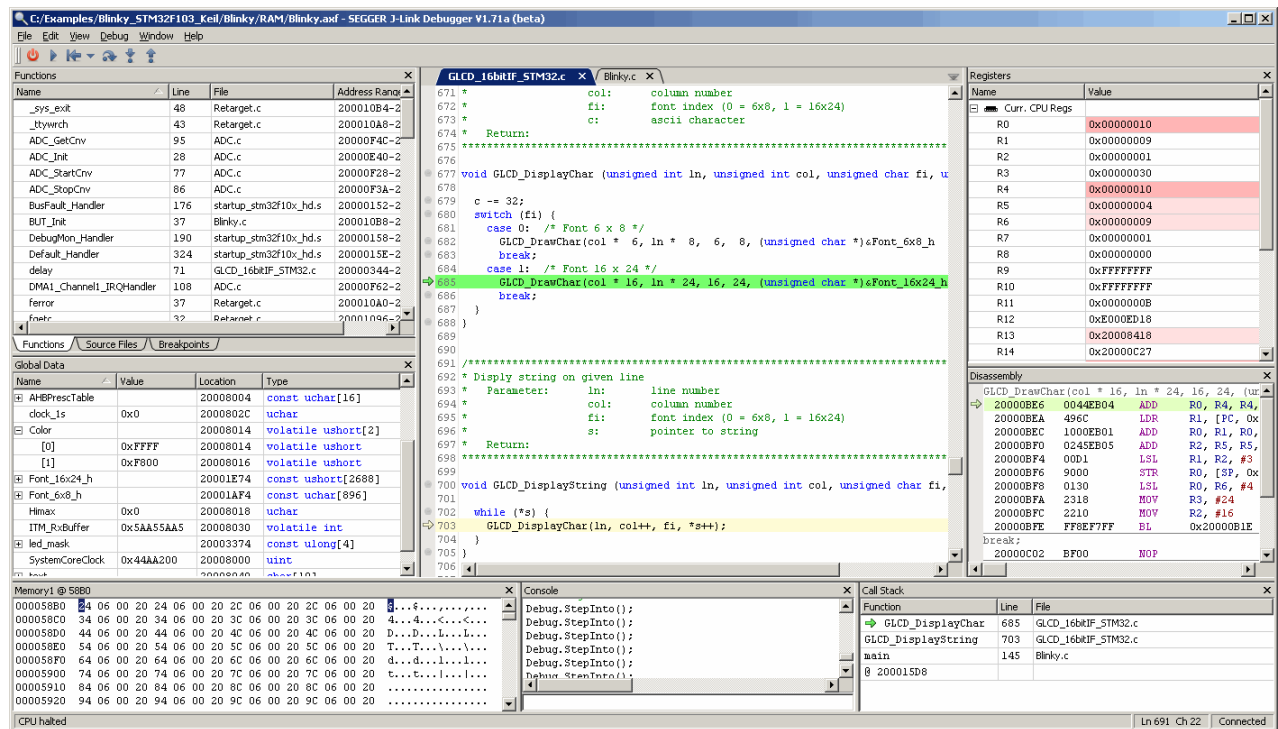 C:/Examples/Blinky_STM32F103_Keil/Blinky/RAM/Blinky.axf - SEGGER J-Link Debugger V1.71a (beta)
File Edit View Debug Window Help
Functions
Name Line File Address Rang
_sys_exit 48 Retarget.c 200010B4-2
_ttywrch 43 Retarget.c 200010A8-2
ADC_GetCnv 95 ADC.c 20000F4C-2
ADC_Init 28 ADC.c 20000E40-2
ADC_StartCnv 77 ADC.c 20000F28-2
ADC_StopCnv 86 ADC.c 20000F3A-2
BusFault_Handler 176 startup_stm32f10x_hd.s 20000152-2
BUT_Init 37 Blinky.c 200010B8-2
DebugMon_Handler 190 startup_stm32f10x_hd.s 20000158-2
Default_Handler 324 startup_stm32f10x_hd.s 2000015E-2
delay 71 GLCD_16bitIF_STM32.c 20000344-2
DMA1_Channel1_IRQHandler 108 ADC.c 20000F62-2
ferror 37 Retarget.c 200010A0-2
fgetc 32 Retarget.c 20001096-2
Functions Source Files Breakpoints
Global Data
Name Value Location Type
AHBPrescTable 20008004 const uchar[16]
clock_1s 0x0 2000802C uchar
Color 20008014 volatile ushort[2]
[0] 0xFFFF 20008014 volatile ushort
[1] 0xF800 20008016 volatile ushort
Font_16x24_h 20001E74 const ushort[2688]
Font_6x8_h 20001AF4 const uchar[896]
Himax 0x0 20008018 uchar
ITM_RxBuffer 0x5AA55AA5 20008030 volatile int
led_mask 20003374 const ulong[4]
SystemCoreClock 0x44AA200 20008000 uint
text 20008040 char[10]
GLCD_16bitIF_STM32.c X Blinky.c X
671 * col: column number
672 * fi: font index (0 = 6x8, 1 = 16x24)
673 * c: ascii character
674 * Return:
675 ***************************************************************************
676
677 void GLCD_DisplayChar (unsigned int ln, unsigned int col, unsigned char fi, u
678
679 c -= 32;
680 switch (fi) {
681 case 0: /* Font 6 x 8 */
682 GLCD_DrawChar(col * 6, ln * 8, 6, 8, (unsigned char *)&Font_6x8_h
683 break;
684 case 1: /* Font 16 x 24 */
685 GLCD_DrawChar(col * 16, ln * 24, 16, 24, (unsigned char *)&Font_16x24_h
686 break;
687 }
688 }
689
690
691 /**************************************************************************
692 * Disply string on given line
693 * Parameter: ln: line number
694 * col: column number
695 * fi: font index (0 = 6x8, 1 = 16x24)
696 * s: pointer to string
697 * Return:
698 ***************************************************************************
699
700 void GLCD_DisplayString (unsigned int ln, unsigned int col, unsigned char fi,
701
702 while (*s) {
703 GLCD_DisplayChar(ln, col++, fi, *s++);
704 }
705 }
706
Registers
Name Value
Curr. CPU Regs
R0 0x00000010
R1 0x00000009
R2 0x00000001
R3 0x00000030
R4 0x00000010
R5 0x00000004
R6 0x00000009
R7 0x00000001
R8 0x00000000
R9 0xFFFFFFFF
R10 0xFFFFFFFF
R11 0x0000000B
R12 0xE000ED18
R13 0x20008418
R14 0x20000C27
Disassembly
GLCD_DrawChar(col * 16, ln * 24, 16, 24, (un
20000BE6 0044EB04 ADD R0, R4, R4,
20000BEA 496C LDR R1, [PC, 0x
20000BEC 1000EB01 ADD R0, R1, R0,
20000BF0 0245EB05 ADD R2, R5, R5,
20000BF4 00D1 LSL R1, R2, #3
20000BF6 9000 STR R0, [SP, 0x
20000BF8 0130 LSL R0, R6, #4
20000BFA 2318 MOV R3, #24
20000BFC 2210 MOV R2, #16
20000BFE FF8EF7FF BL 0x20000B1E
break;
20000C02 BF00 NOP
Memory1 @ 58B0
000058B0 24 06 00 20 24 06 00 20 2C 06 00 20 2C 06 00 20 $...$...,...,...
000058C0 34 06 00 20 34 06 00 20 3C 06 00 20 3C 06 00 20 4...4...<...<...
000058D0 44 06 00 20 44 06 00 20 4C 06 00 20 4C 06 00 20 D...D...L...L...
000058E0 54 06 00 20 54 06 00 20 5C 06 00 20 5C 06 00 20 T...T...\...\...
000058F0 64 06 00 20 64 06 00 20 6C 06 00 20 6C 06 00 20 d...d...l...l...
00005900 74 06 00 20 74 06 00 20 7C 06 00 20 7C 06 00 20 t...t...|...|...
00005910 84 06 00 20 84 06 00 20 8C 06 00 20 8C 06 00 20 ................
00005920 94 06 00 20 94 06 00 20 9C 06 00 20 9C 06 00 20 ................
Console
Debug.StepInto();
Debug.StepInto();
Debug.StepInto();
Debug.StepInto();
Debug.StepInto();
Debug.StepInto();
Call Stack
Function Line File
GLCD_DisplayChar 685 GLCD_16bitIF_STM32.c
GLCD_DisplayString 703 GLCD_16bitIF_STM32.c
main 145 Blinky.c
@ 200015D8
CPU halted Ln 691 Ch 22 Connected